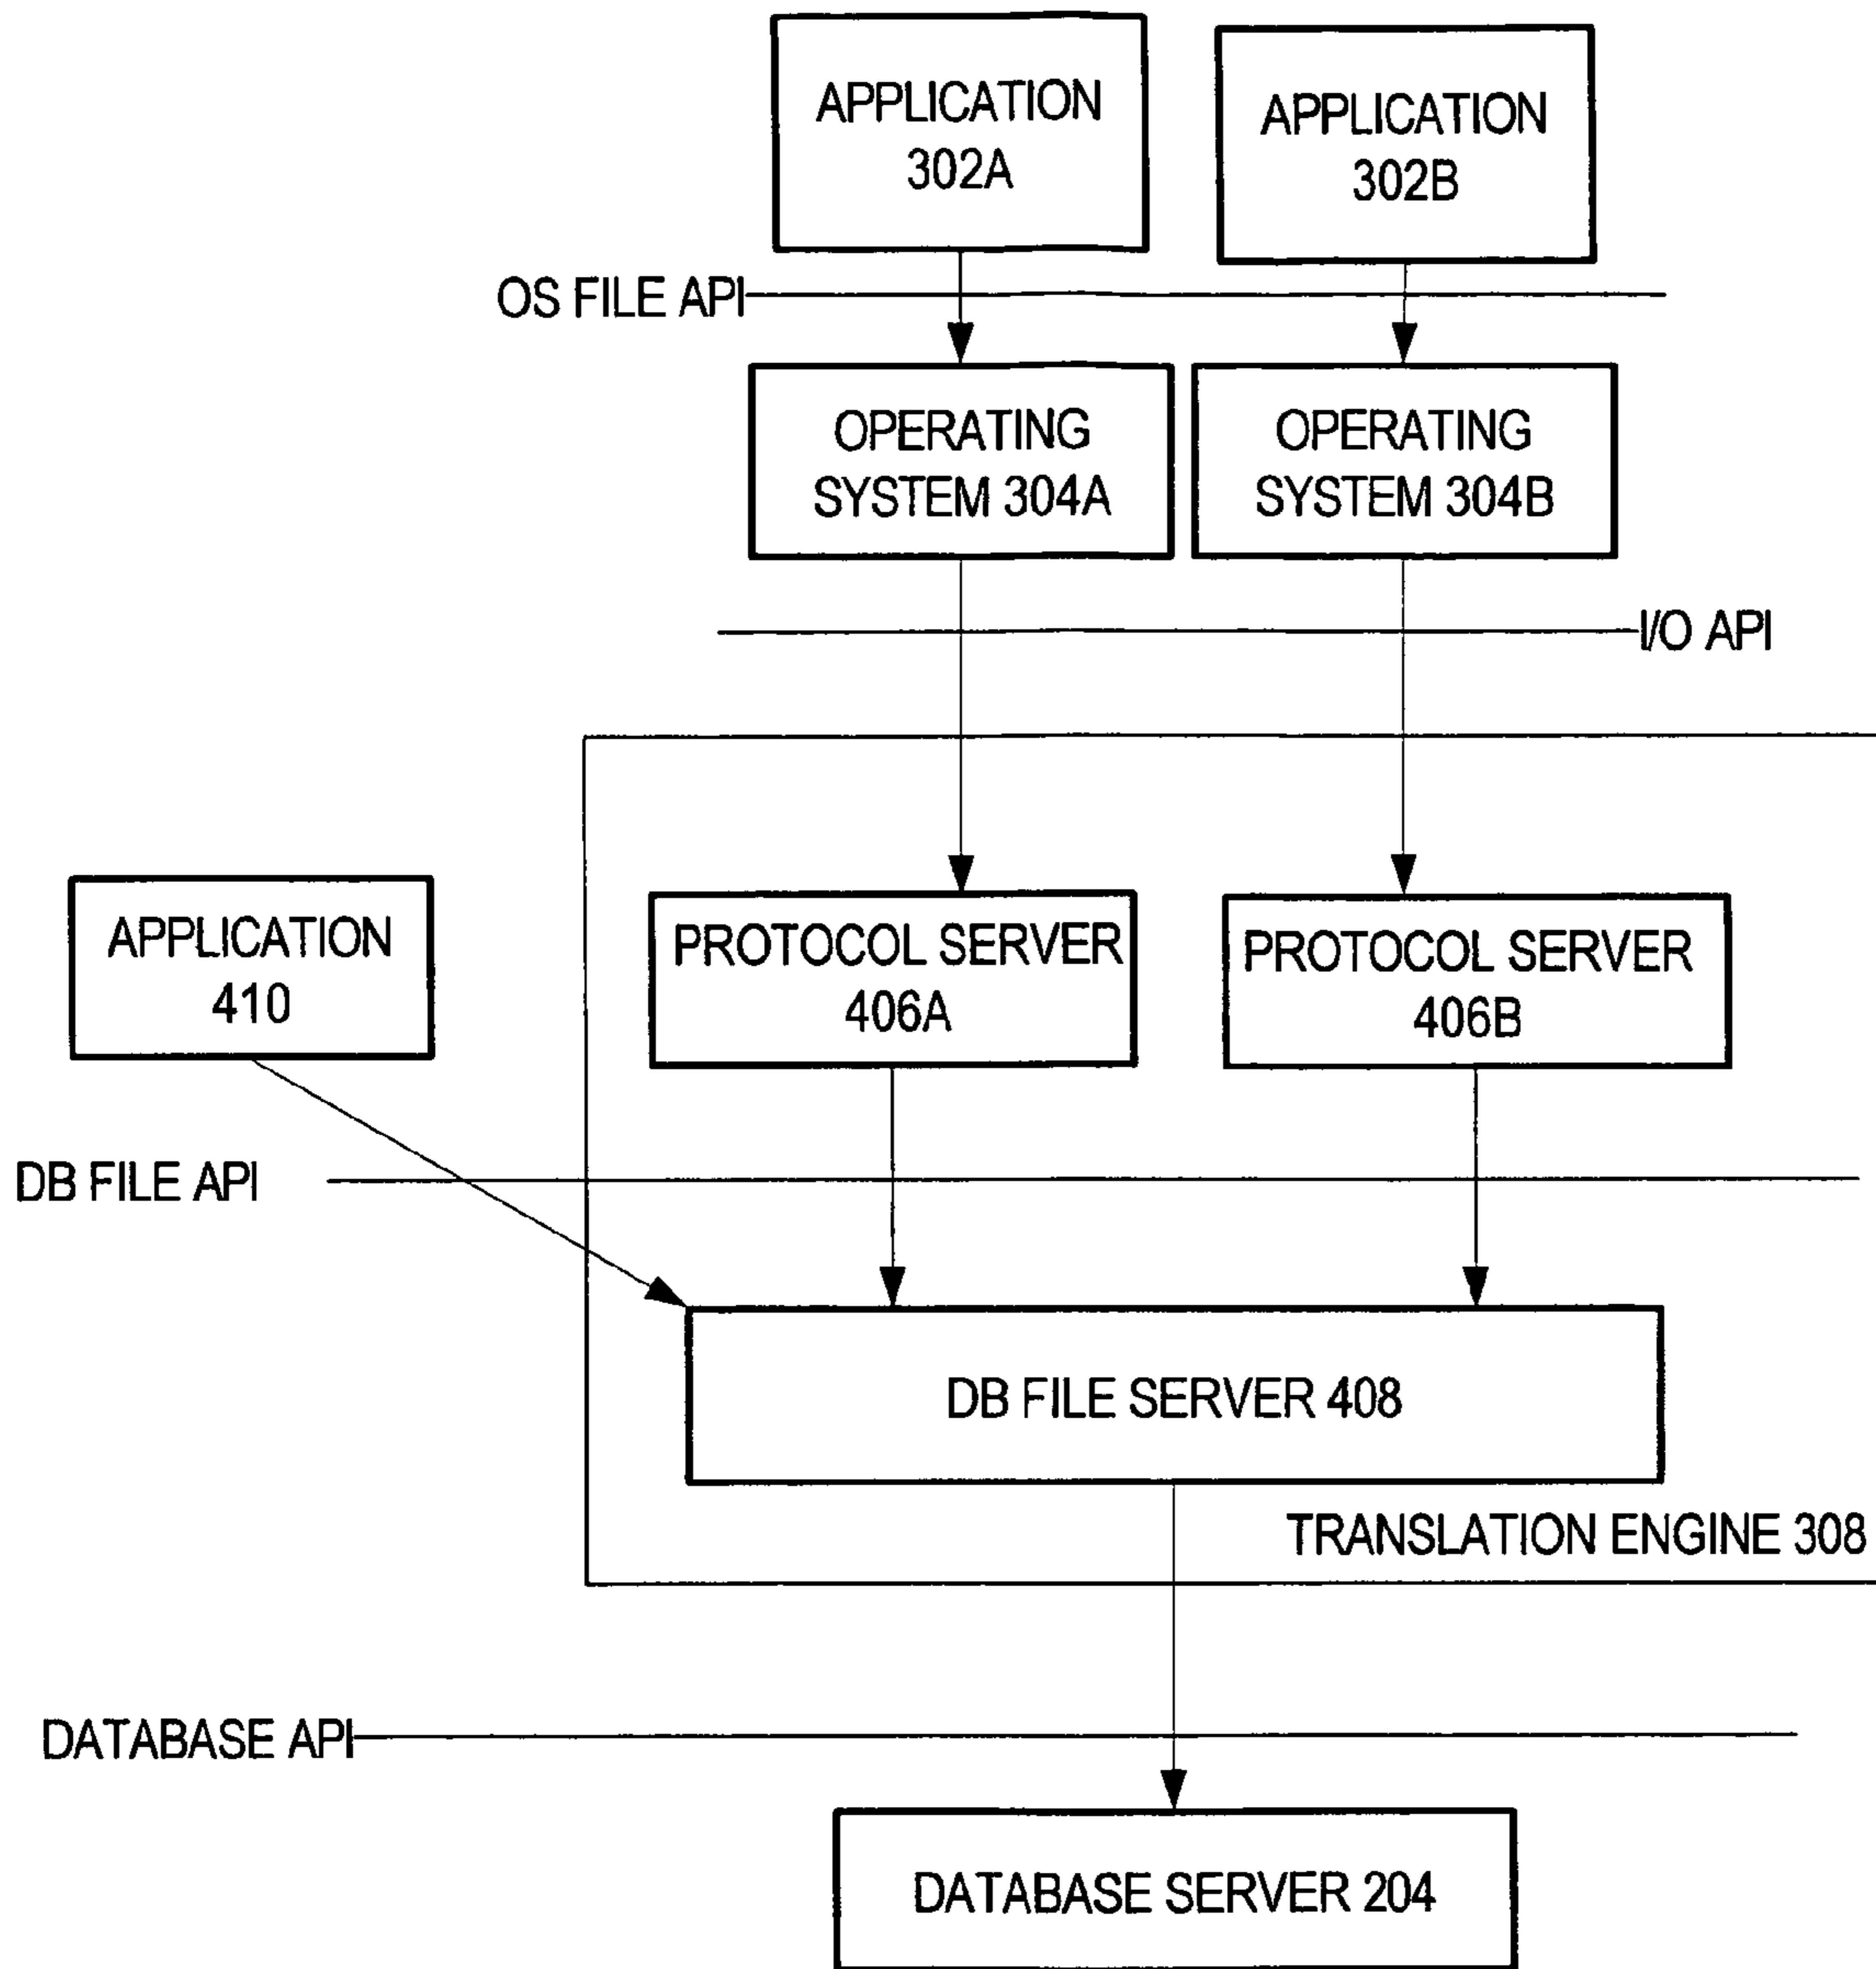 APPLICATION
302A
APPLICATION
302B
OS FILE API
OPERATING
SYSTEM 304A
OPERATING
SYSTEM 304B
I/O API
APPLICATION
410
PROTOCOL SERVER
406A
PROTOCOL SERVER
406B
DB FILE API
DB FILE SERVER 408
TRANSLATION ENGINE 308
DATABASE API
DATABASE SERVER 204